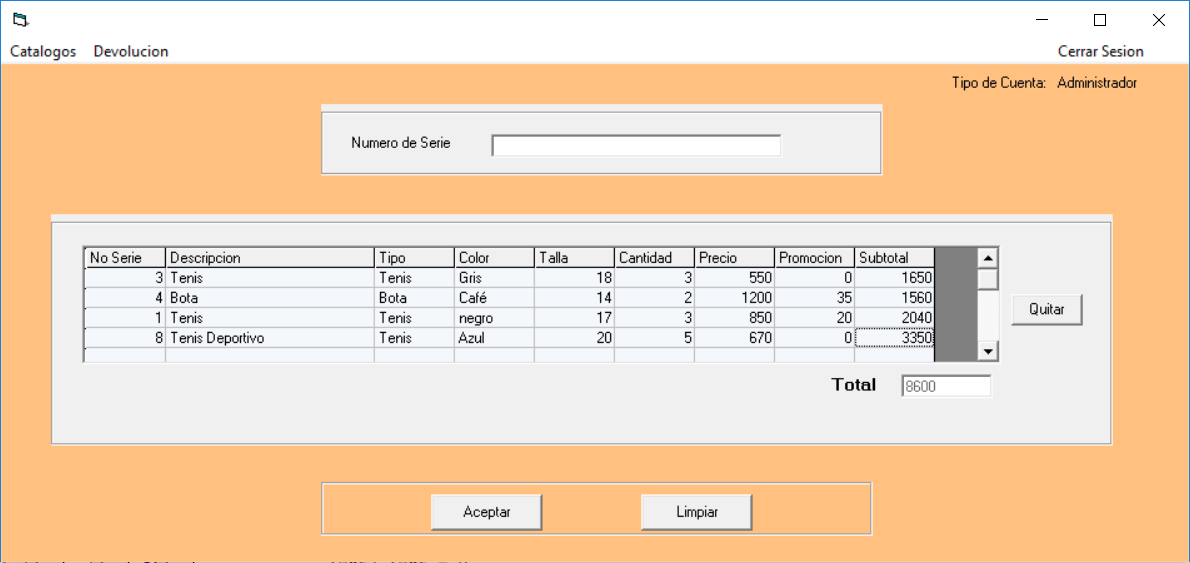 Catalogos Devolucion Cerrar Sesion
Tipo de Cuenta: Administrador
Numero de Serie
No Serie Descripcion Tipo Color Talla Cantidad Precio Promocion Subtotal
3 Tenis Tenis Gris 18 3 550 0 1650
4 Bota Bota Café 14 2 1200 35 1560
1 Tenis Tenis negro 17 3 850 20 2040
8 Tenis Deportivo Tenis Azul 20 5 670 0 3350
Quitar
Total 8600
Aceptar Limpiar